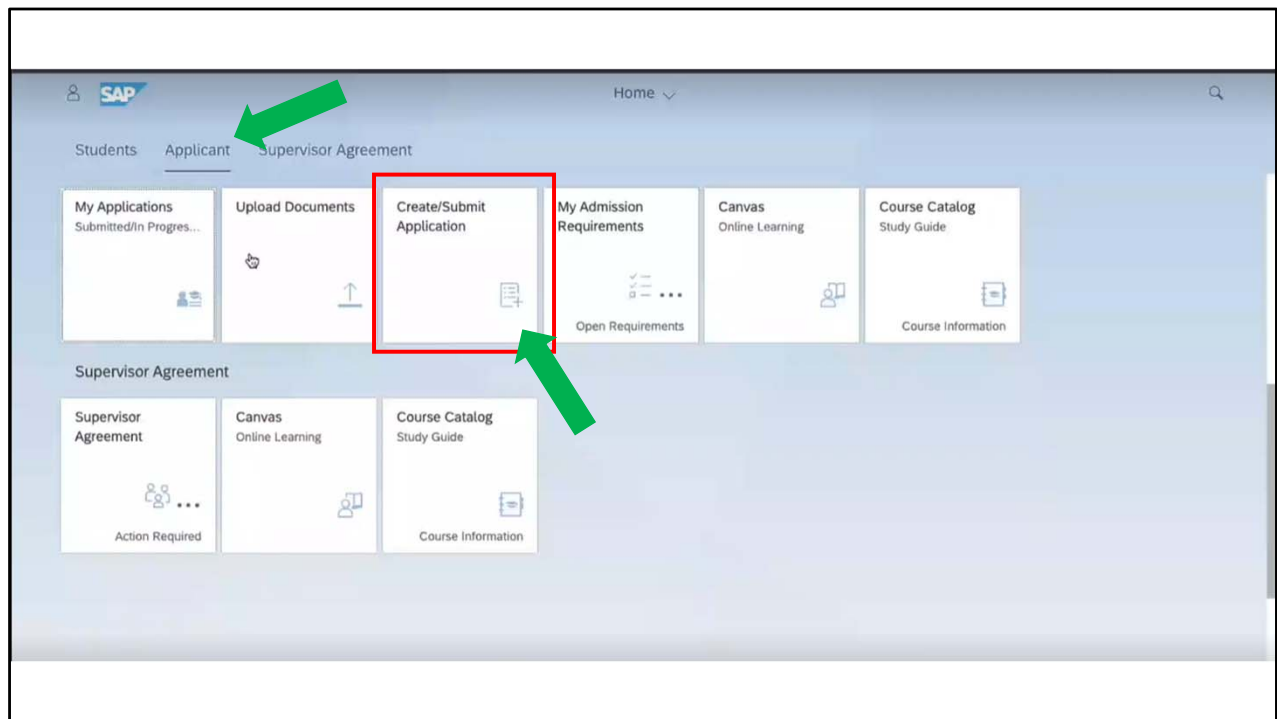 SAP
Home
Students Applicant Supervisor Agreement
My Applications
Submitted/In Progres...
Upload Documents
Create/Submit
Application
My Admission
Requirements
Open Requirements
Canvas
Online Learning
Course Catalog
Study Guide
Course Information
Supervisor Agreement
Supervisor
Agreement
Action Required
Canvas
Online Learning
Course Catalog
Study Guide
Course Information